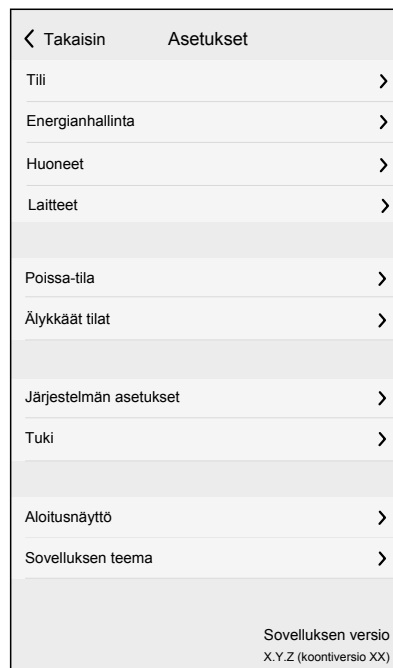 Takaisin Asetukset
Tili
Energianhallinta
Huoneet
Laitteet
Poissa-tila
Älykkäät tilat
Järjestelmän asetukset
Tuki
Aloitusnäyttö
Sovelluksen teema
Sovelluksen versio
X.Y.Z (koontiversio XX)